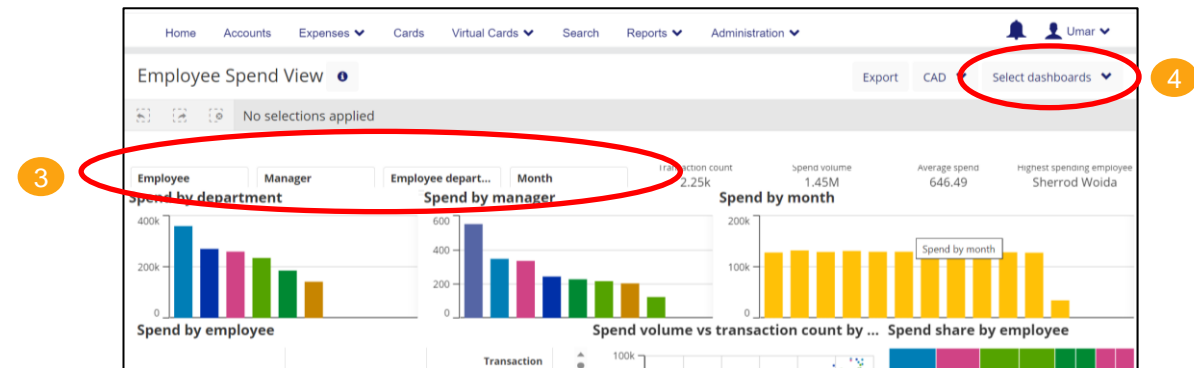 Home Accounts Expenses Cards Virtual Cards Search Reports Administration Umar
Employee Spend View Export CAD Select dashboards
4
No selections applied
3
Employee Manager Employee depart... Month
Transaction count Spend volume Average spend Highest spending employee
2.25k 1.45M 646.49 Sherrod Woida
Spend by department Spend by manager Spend by month
400k 600 200k
Spend by month
400
200k 100k
200
0 0 0
Spend by employee Spend volume vs transaction count by ... Spend share by employee
Transaction 100k